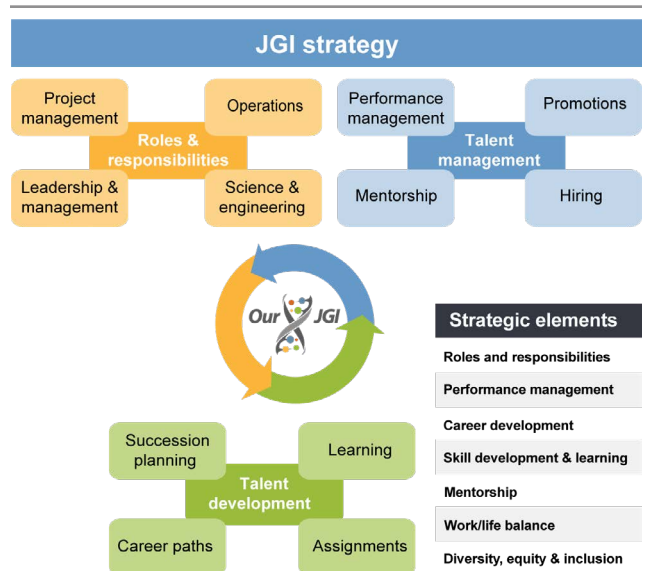 JGI strategy
Project
management
Operations
Roles &
responsibilities
Leadership &
management
Science &
engineering
Performance
management
Promotions
Talent
management
Mentorship
Hiring
Our JGI
Succession
planning
Learning
Talent
development
Career paths
Assignments
Strategic elements
Roles and responsibilities
Performance management
Career development
Skill development & learning
Mentorship
Work/life balance
Diversity, equity & inclusion